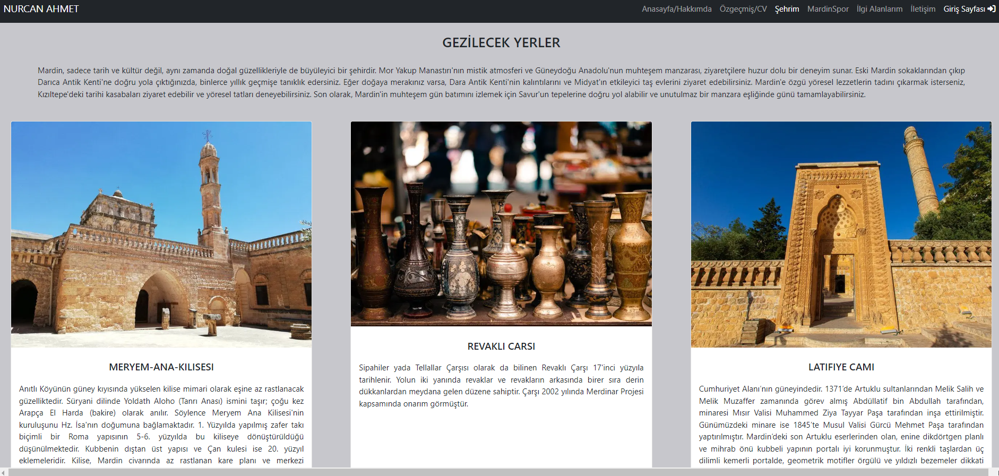 NURCAN AHMET
Anasayfa/Hakkımda Özgeçmiş/CV Şehrim MardinSpor İlgi Alanlarım İletişim Giriş Sayfası
GEZİLECEK YERLER
Mardin, sadece tarih ve kültür değil, aynı zamanda doğal güzellikleriyle de büyüleyici bir şehirdir. Mor Yakup Manastırı'nın mistik atmosferi ve Güneydoğu Anadolu'nun muhteşem manzarası, ziyaretçilere huzur dolu bir deneyim sunar. Eski Mardin sokaklarından çıkıp
Darıca Antik Kenti'ne doğru yola çıktığınızda, binlerce yıllık geçmişe tanıklık edersiniz. Eğer doğaya merakınız varsa, Dara Antik Kenti'nin kalıntılarını ve Midyat'ın etkileyici taş evlerini ziyaret edebilirsiniz. Mardin'e özgü yöresel lezzetlerin tadını çıkarmak isterseniz,
Kızıltepe'deki tarihi kasabaları ziyaret edebilir ve yöresel tatları deneyebilirsiniz. Son olarak, Mardin'in muhteşem gün batımını izlemek için Savur'un tepelerine doğru yol alabilir ve unutulmaz bir manzara eşliğinde günü tamamlayabilirsiniz.
MERYEM-ANA-KILISESI
Anıtlı Köyünün güney kıyısında yükselen kilise mimari olarak eşine az rastlanacak
güzelliktedir. Süryani dilinde Yoldath Aloho (Tanrı Anası) ismini taşır; çoğu kez
Arapça El Harda (bakire) olarak anılır. Söylence Meryem Ana Kilisesi'nin
kuruluşunu Hz. İsa'nın doğumuna bağlamaktadır. 1. Yüzyılda yapılmış zafer takı
biçimli bir Roma yapısının 5-6. yüzyılda bu kiliseye dönüştürüldüğü
düşünülmektedir. Kubbenin dıştan üst yapısı ve Çan kulesi ise 20. yüzyıl
eklemeleridir. Kilise, Mardin civarında az rastlanan kare planı ve merkezi
REVAKLI CARSI
Sipahiler yada Tellallar Çarşısı olarak da bilinen Revaklı Çarşı 17'inci yüzyıla
tarihlenir. Yolun iki yanında revaklar ve revakların arkasında birer sıra derin
dükkanlardan meydana gelen düzene sahiptir. Çarşı 2002 yılında Merdinar Projesi
kapsamında onarım görmüştür.
LATIFIYE CAMI
Cumhuriyet Alanı'nın güneyindedir. 1371'de Artuklu sultanlarından Melik Salih ve
Melik Muzaffer zamanında görev almış Abdüllatif bin Abdullah tarafından,
minaresi Mısır Valisi Muhammed Ziya Tayyar Paşa tarafından inşa ettirilmiştir.
Günümüzdeki minare ise 1845'te Musul Valisi Gürcü Mehmet Paşa tarafından
yaptırılmıştır. Mardin'deki son Artuklu eserlerinden olan, enine dikdörtgen planlı
ve mihrab önü kubbeli yapının portalı iyi korunmuştur. İki renkli taşlardan üç
dilimli kemerli portalde, geometrik motifler örgülü ve yıldızlı bezemeler dikkati